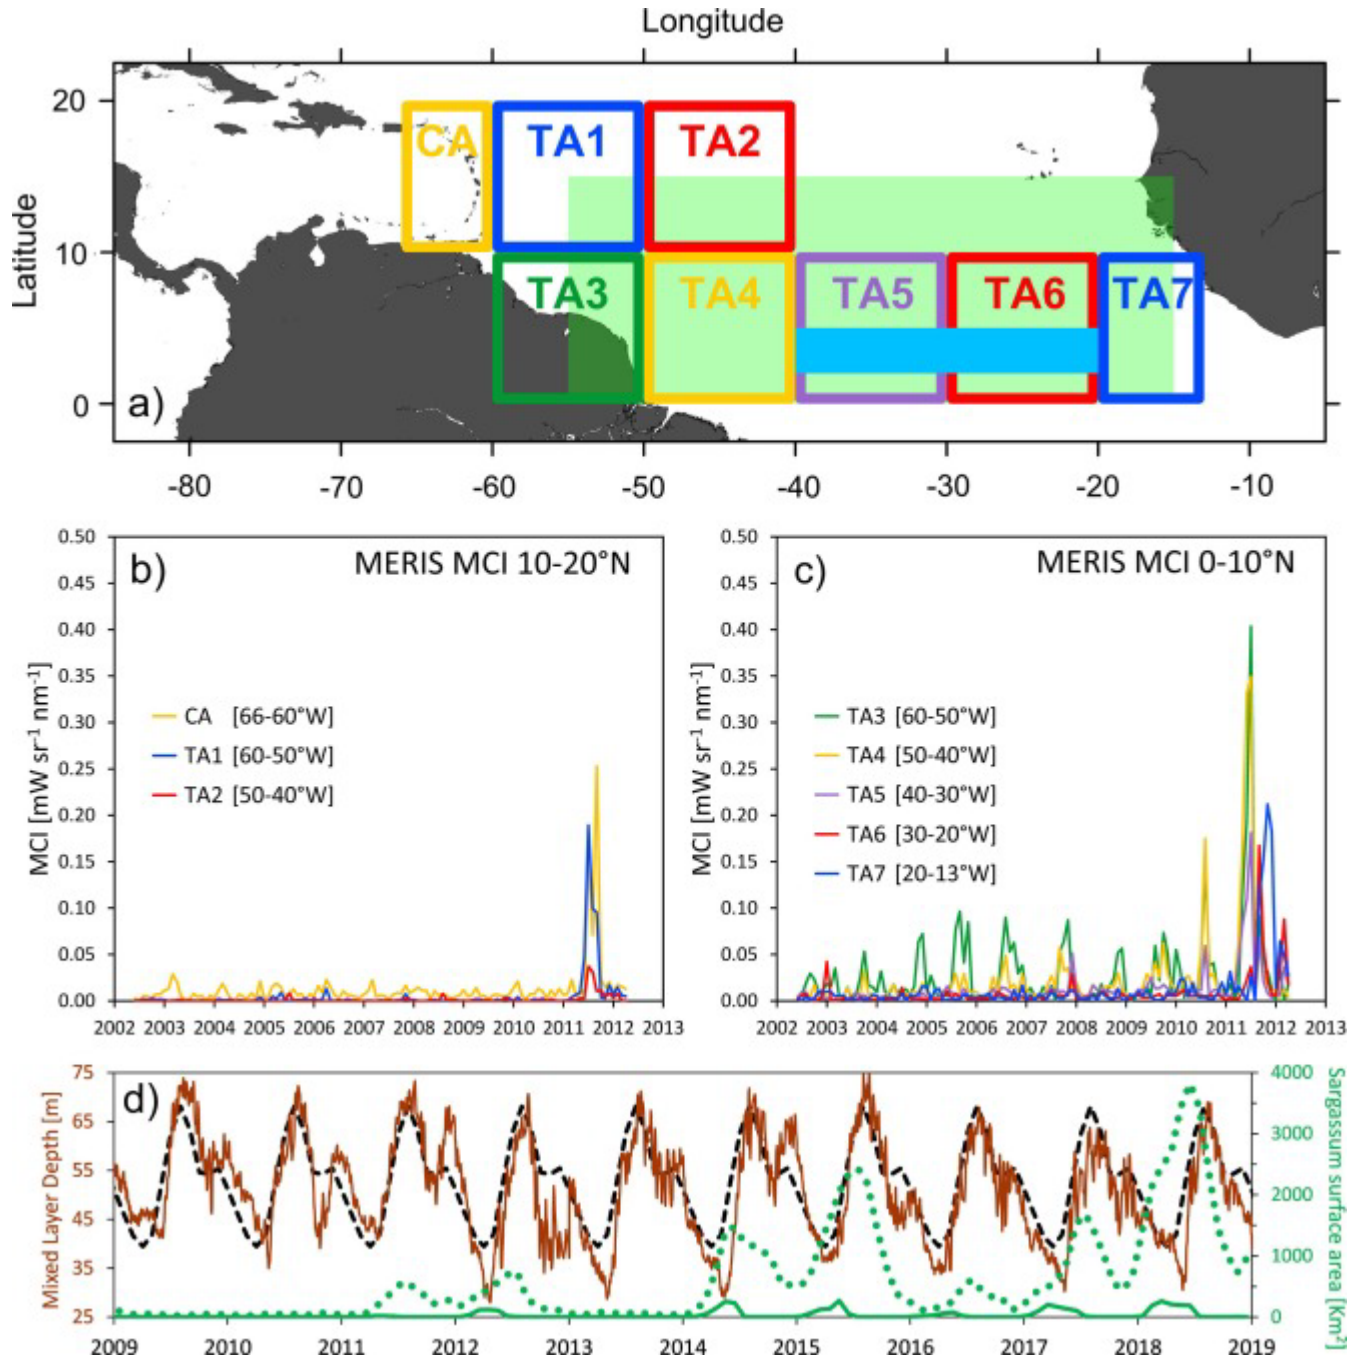 Longitude
Latitude
20
10
0
CA
TA1
TA2
TA3
TA4
TA5
TA6
TA7
a)
-80
-70
-60
-50
-40
-30
-20
-10
b)
MERIS MCI 10-20°N
MCI [mW sr⁻¹ nm⁻¹]
0.50
0.45
0.40
0.35
0.30
0.25
0.20
0.15
0.10
0.05
0.00
CA [66-60°W]
TA1 [60-50°W]
TA2 [50-40°W]
2002 2003 2004 2005 2006 2007 2008 2009 2010 2011 2012 2013
c)
MERIS MCI 0-10°N
MCI [mW sr⁻¹ nm⁻¹]
0.50
0.45
0.40
0.35
0.30
0.25
0.20
0.15
0.10
0.05
0.00
TA3 [60-50°W]
TA4 [50-40°W]
TA5 [40-30°W]
TA6 [30-20°W]
TA7 [20-13°W]
2002 2003 2004 2005 2006 2007 2008 2009 2010 2011 2012 2013
d)
Mixed Layer Depth [m]
75
65
55
45
35
25
4000
3000
2000
1000
0
Sargassum surface area [Km²]
2009 2010 2011 2012 2013 2014 2015 2016 2017 2018 2019